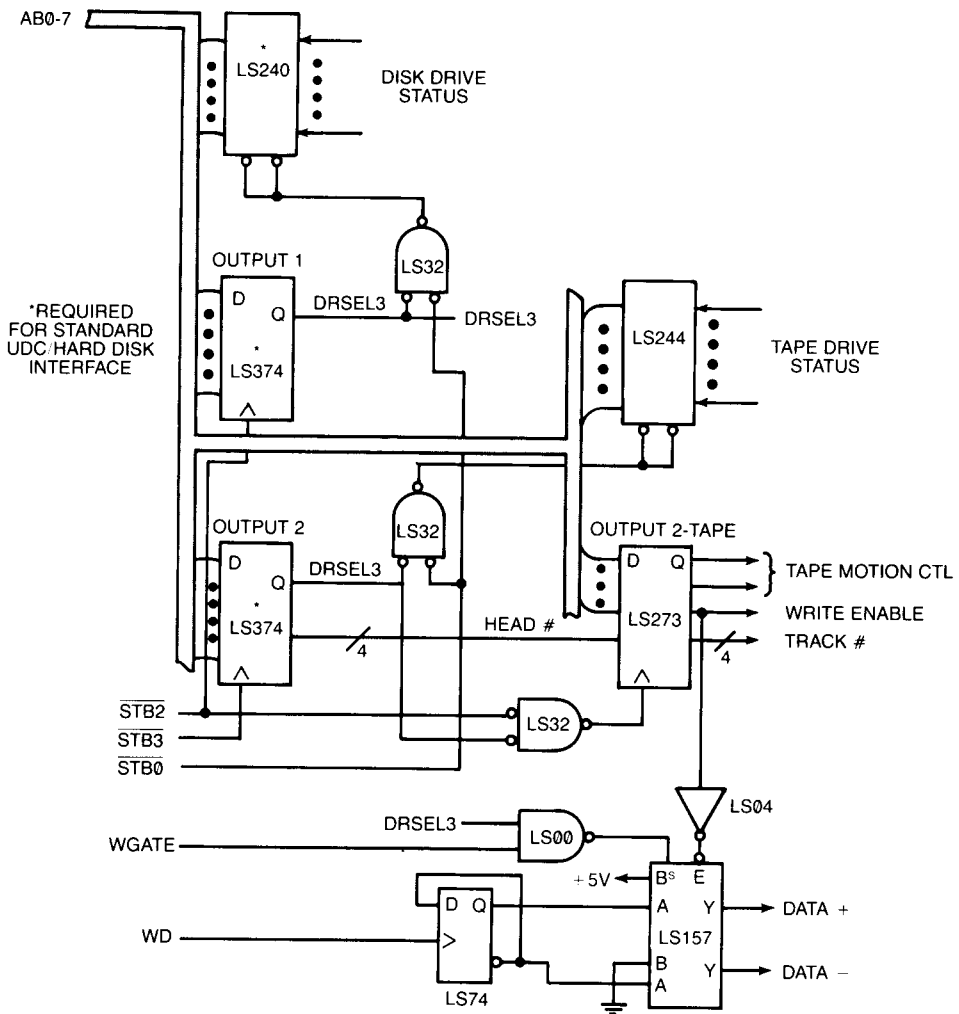 AB0-7
*
LS240
DISK DRIVE
STATUS
OUTPUT 1
LS32
D
Q
DRSEL3
DRSEL3
*
LS374
*REQUIRED
FOR STANDARD
UDC/HARD DISK
INTERFACE
LS244
TAPE DRIVE
STATUS
OUTPUT 2
LS32
OUTPUT 2-TAPE
D
Q
DRSEL3
*
LS374
HEAD #
4
D
Q
LS273
TAPE MOTION CTL
WRITE ENABLE
TRACK #
4
STB2
STB3
STB0
LS32
LS04
DRSEL3
WGATE
LS00
+5V
B S E
A Y
LS157
B Y
A
DATA +
DATA −
WD
D Q
LS74